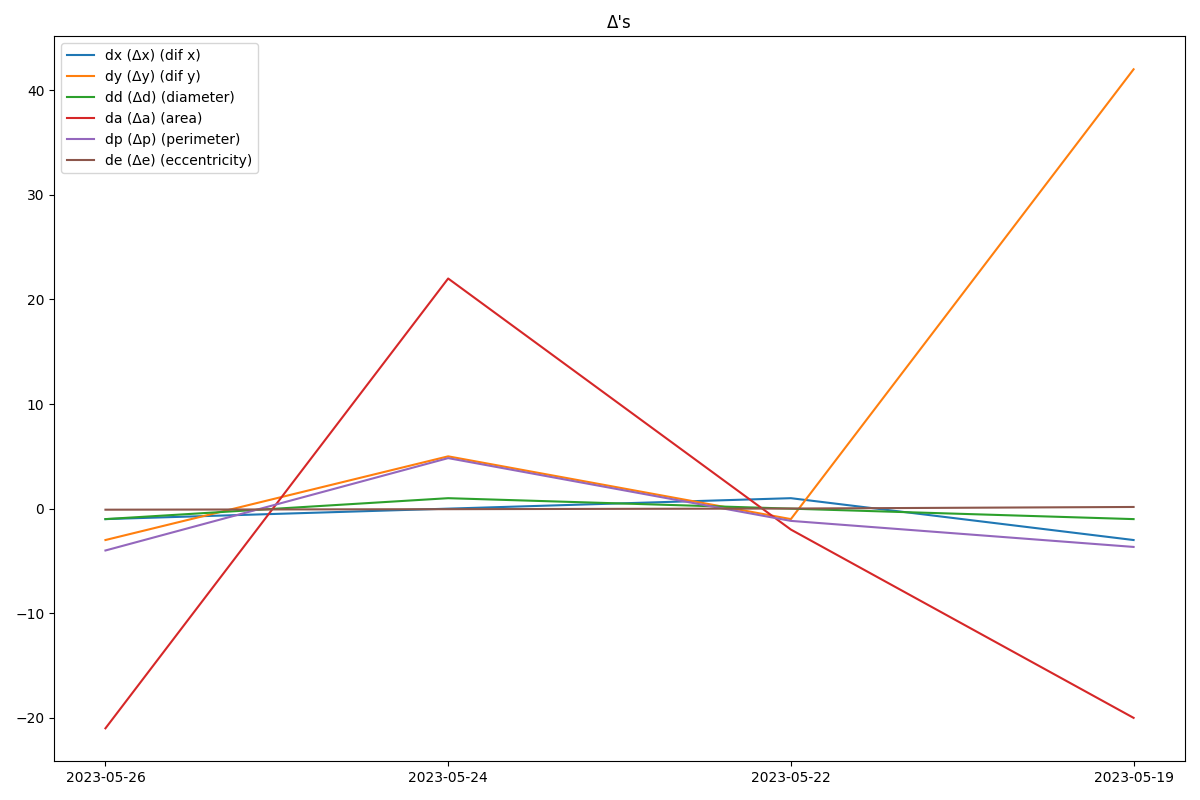 Δ's
dx (Δx) (dif x)
dy (Δy) (dif y)
dd (Δd) (diameter)
da (Δa) (area)
dp (Δp) (perimeter)
de (Δe) (eccentricity)
40
30
20
10
0
−10
−20
2023-05-26
2023-05-24
2023-05-22
2023-05-19